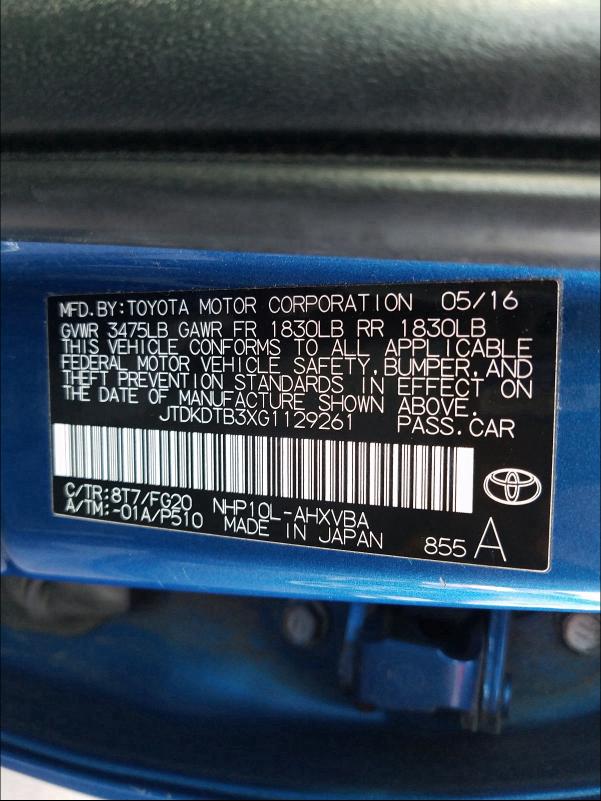 MFD.BY:TOYOTA MOTOR CORPORATION 05/16
GVWR 3475LB GAWR FR 1830LB RR 1830LB
THIS VEHICLE CONFORMS TO ALL APPLICABLE
FEDERAL MOTOR VEHICLE SAFETY, BUMPER, AND
THEFT PREVENTION STANDARDS IN EFFECT ON
THE DATE OF MANUFACTURE SHOWN ABOVE.
JTDKDTB3XG1129261 PASS.CAR
C/TR:8T7/FG20 NHP10L-AHXVBA
A/TM:-01A/P510 MADE IN JAPAN 855 A